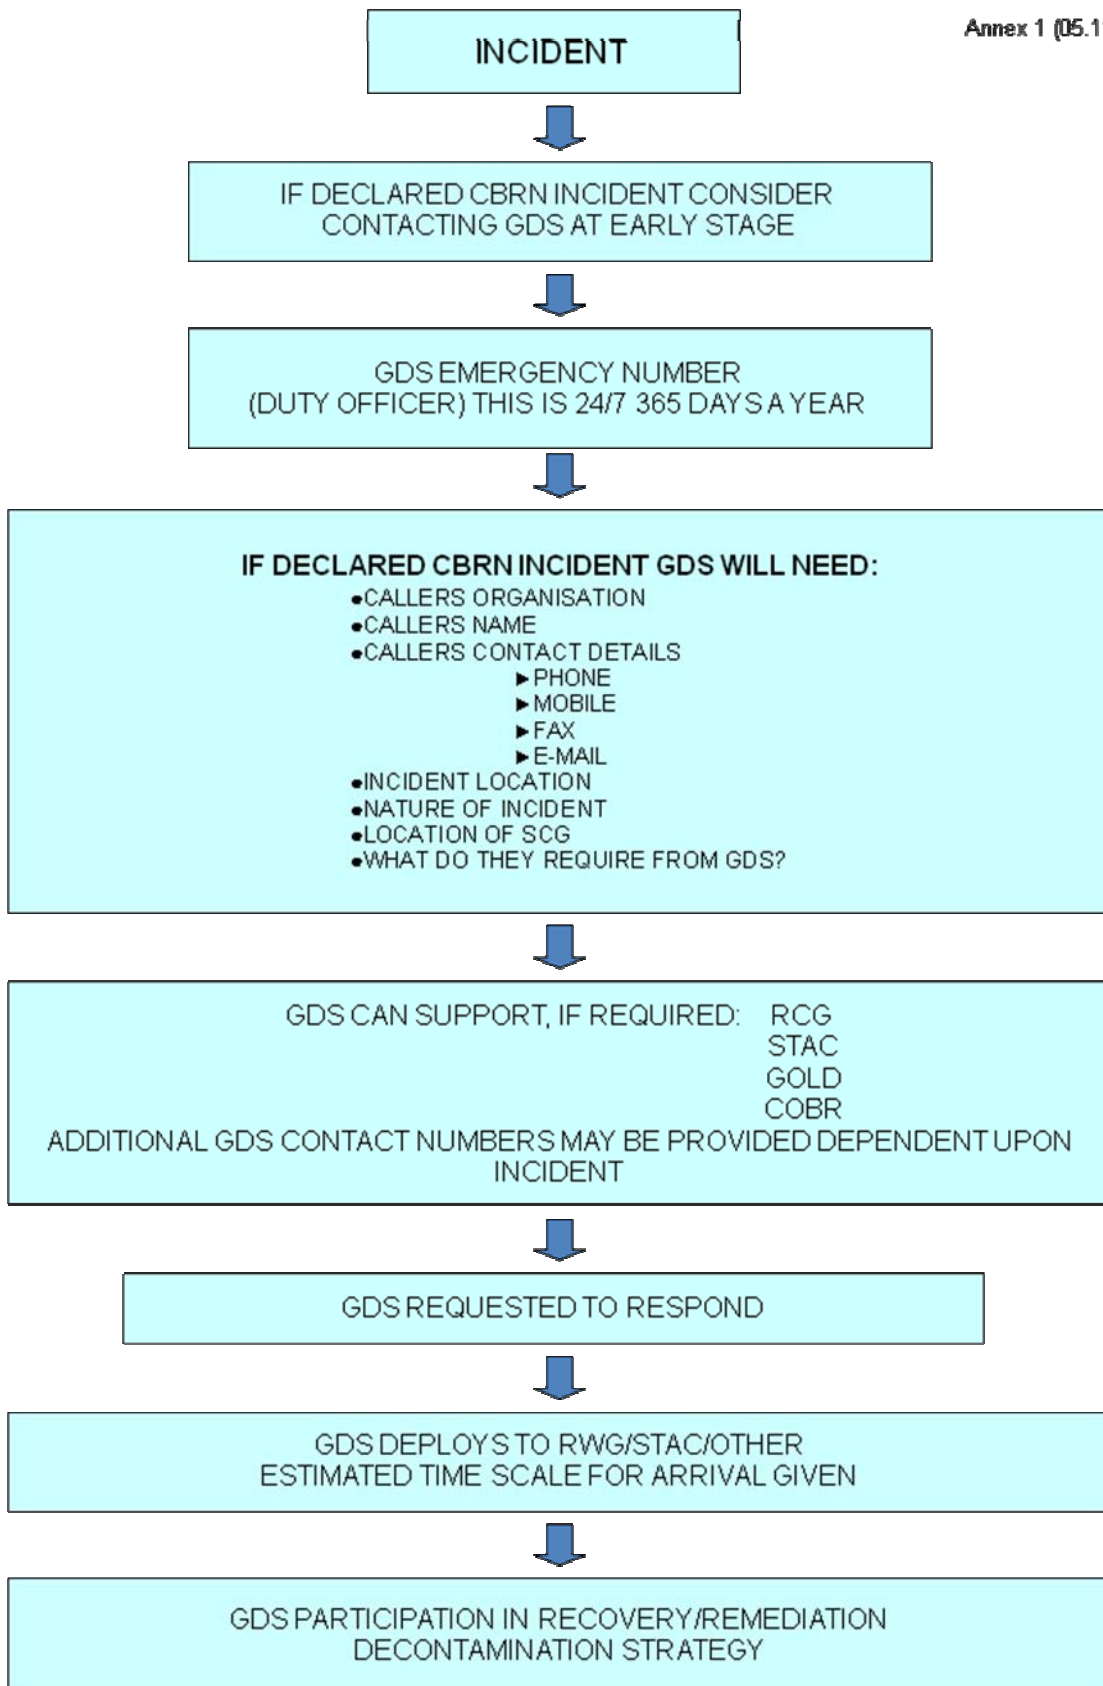 Annex 1 (05.1
INCIDENT
IF DECLARED CBRN INCIDENT CONSIDER
CONTACTING GDS AT EARLY STAGE
GDS EMERGENCY NUMBER
(DUTY OFFICER) THIS IS 24/7 365 DAYS A YEAR
IF DECLARED CBRN INCIDENT GDS WILL NEED:
•CALLERS ORGANISATION
•CALLERS NAME
•CALLERS CONTACT DETAILS
►PHONE
►MOBILE
►FAX
►E-MAIL
•INCIDENT LOCATION
•NATURE OF INCIDENT
•LOCATION OF SCG
•WHAT DO THEY REQUIRE FROM GDS?
GDS CAN SUPPORT, IF REQUIRED: RCG
STAC
GOLD
COBR
ADDITIONAL GDS CONTACT NUMBERS MAY BE PROVIDED DEPENDENT UPON
INCIDENT
GDS REQUESTED TO RESPOND
GDS DEPLOYS TO RWG/STAC/OTHER
ESTIMATED TIME SCALE FOR ARRIVAL GIVEN
GDS PARTICIPATION IN RECOVERY/REMEDIATION
DECONTAMINATION STRATEGY